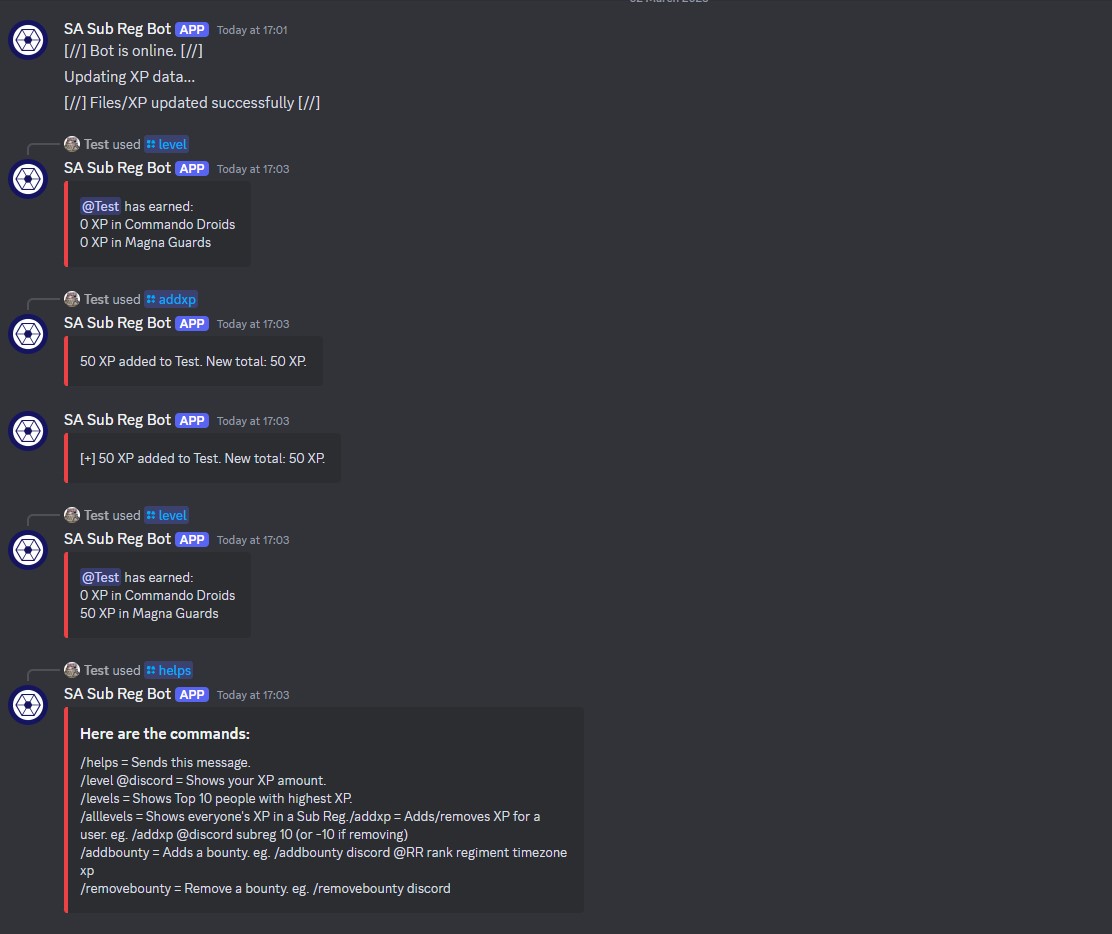 SA Sub Reg Bot APP Today at 17:01
[//] Bot is online. [//]
Updating XP data...
[//] Files/XP updated successfully [//]
Test used level
SA Sub Reg Bot APP Today at 17:03
@Test has earned:
0 XP in Commando Droids
0 XP in Magna Guards
Test used addxp
SA Sub Reg Bot APP Today at 17:03
50 XP added to Test. New total: 50 XP.
SA Sub Reg Bot APP Today at 17:03
[+] 50 XP added to Test. New total: 50 XP.
Test used level
SA Sub Reg Bot APP Today at 17:03
@Test has earned:
0 XP in Commando Droids
50 XP in Magna Guards
Test used helps
SA Sub Reg Bot APP Today at 17:03
Here are the commands:
/helps = Sends this message.
/level @discord = Shows your XP amount.
/levels = Shows Top 10 people with highest XP.
/alllevels = Shows everyone's XP in a Sub Reg./addxp = Adds/removes XP for a
user. eg. /addxp @discord subreg 10 (or -10 if removing)
/addbounty = Adds a bounty. eg. /addbounty discord @RR rank regiment timezone
xp
/removebounty = Remove a bounty. eg. /removebounty discord